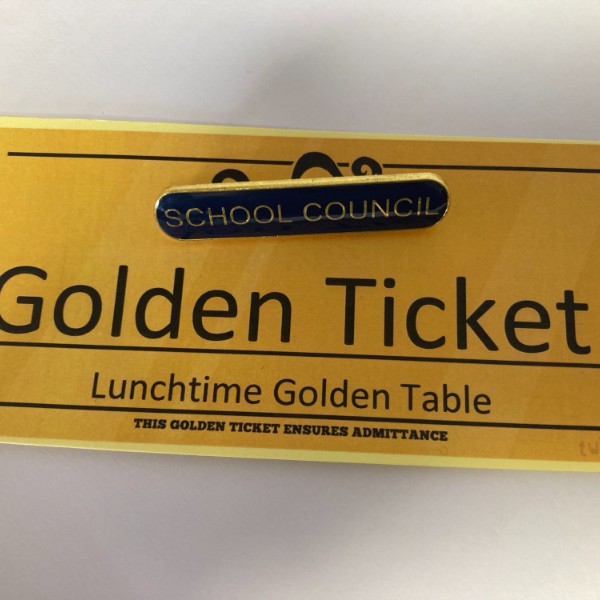 SCHOOL COUNCIL
Golden Ticket
Lunchtime Golden Table
THIS GOLDEN TICKET ENSURES ADMITTANCE